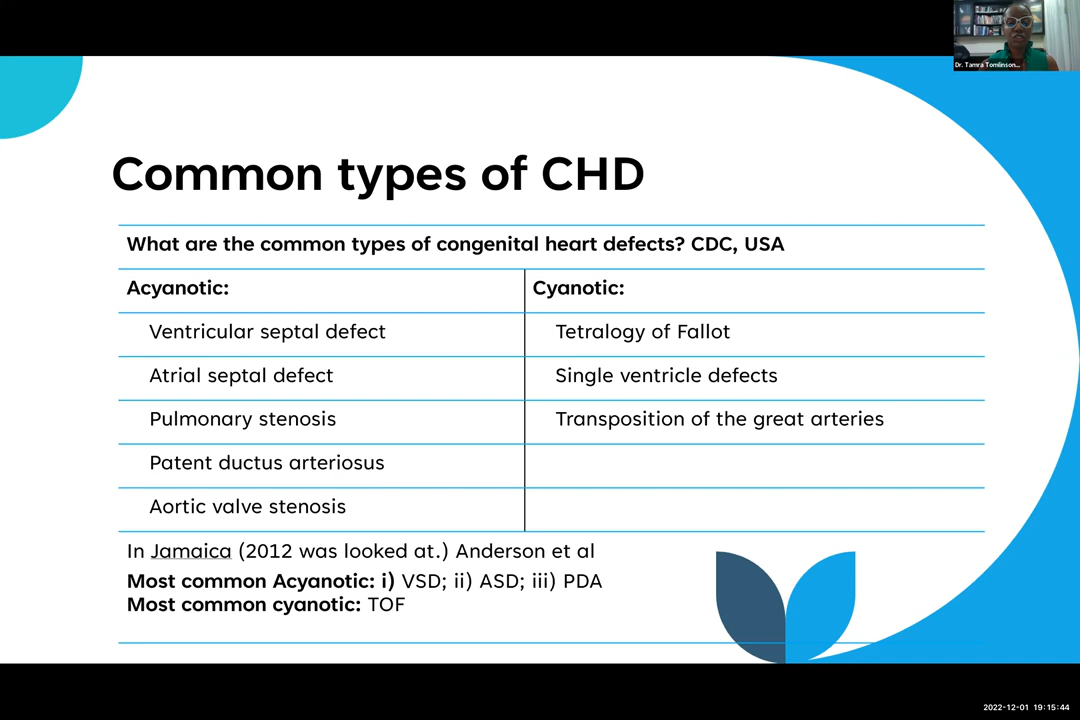 Dr. Tamra Tomlinson...
Common types of CHD
What are the common types of congenital heart defects? CDC, USA
Acyanotic: Cyanotic:
Ventricular septal defect Tetralogy of Fallot
Atrial septal defect Single ventricle defects
Pulmonary stenosis Transposition of the great arteries
Patent ductus arteriosus
Aortic valve stenosis
In Jamaica (2012 was looked at.) Anderson et al
Most common Acyanotic: i) VSD; ii) ASD; iii) PDA
Most common cyanotic: TOF
2022-12-01 19:15:44